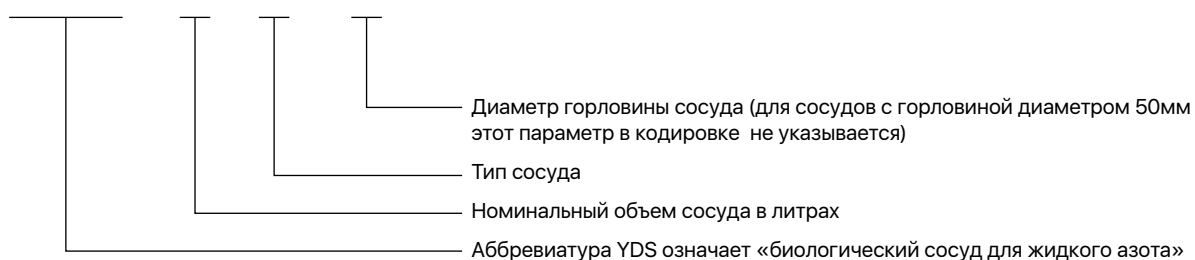 Диаметр горловины сосуда (для сосудов с горловиной диаметром 50мм
этот параметр в кодировке не указывается)
Тип сосуда
Номинальный объем сосуда в литрах
Аббревиатура YDS означает «биологический сосуд для жидкого азота»